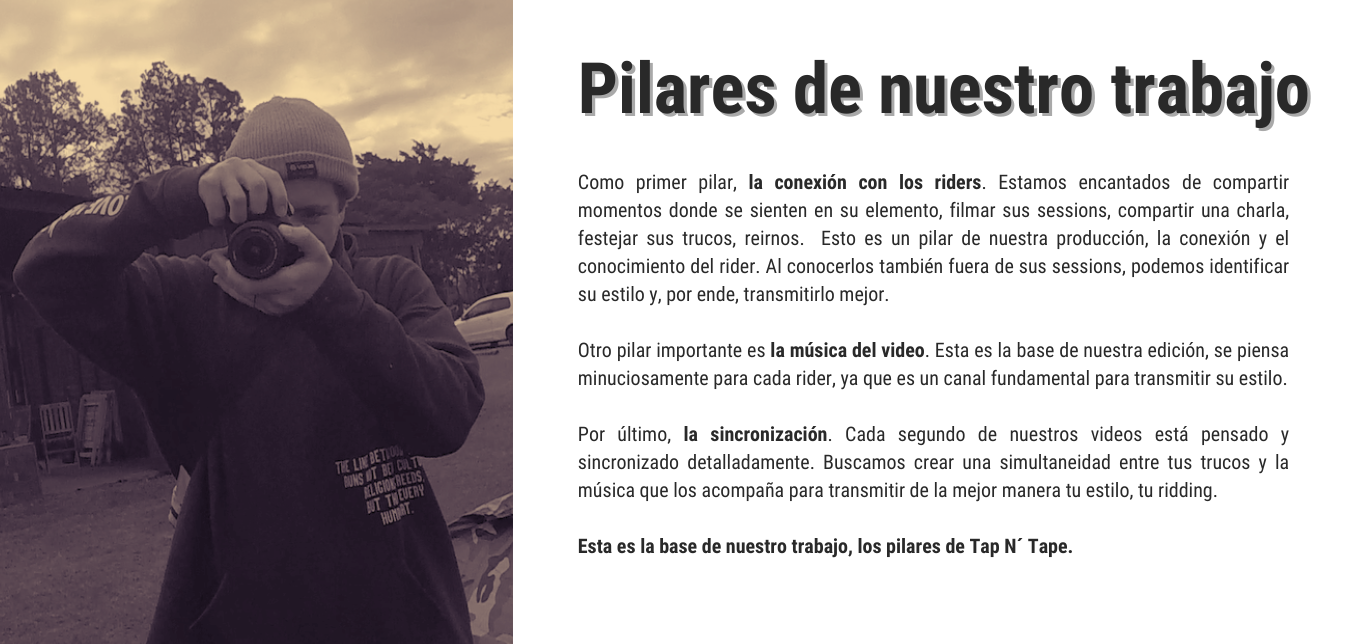 Pilares de nuestro trabajo
Como primer pilar, la conexión con los riders. Estamos encantados de compartir
momentos donde se sienten en su elemento, filmar sus sessions, compartir una charla,
festejar sus trucos, reirnos.  Esto es un pilar de nuestra producción, la conexión y el
conocimiento del rider. Al conocerlos también fuera de sus sessions, podemos identificar
su estilo y, por ende, transmitirlo mejor.
Otro pilar importante es la música del video. Esta es la base de nuestra edición, se piensa
minuciosamente para cada rider, ya que es un canal fundamental para transmitir su estilo.
Por último, la sincronización. Cada segundo de nuestros videos está pensado y
sincronizado detalladamente. Buscamos crear una simultaneidad entre tus trucos y la
música que los acompaña para transmitir de la mejor manera tu estilo, tu ridding.
Esta es la base de nuestro trabajo, los pilares de Tap N´ Tape.
THE LINE
BUT
EVERY